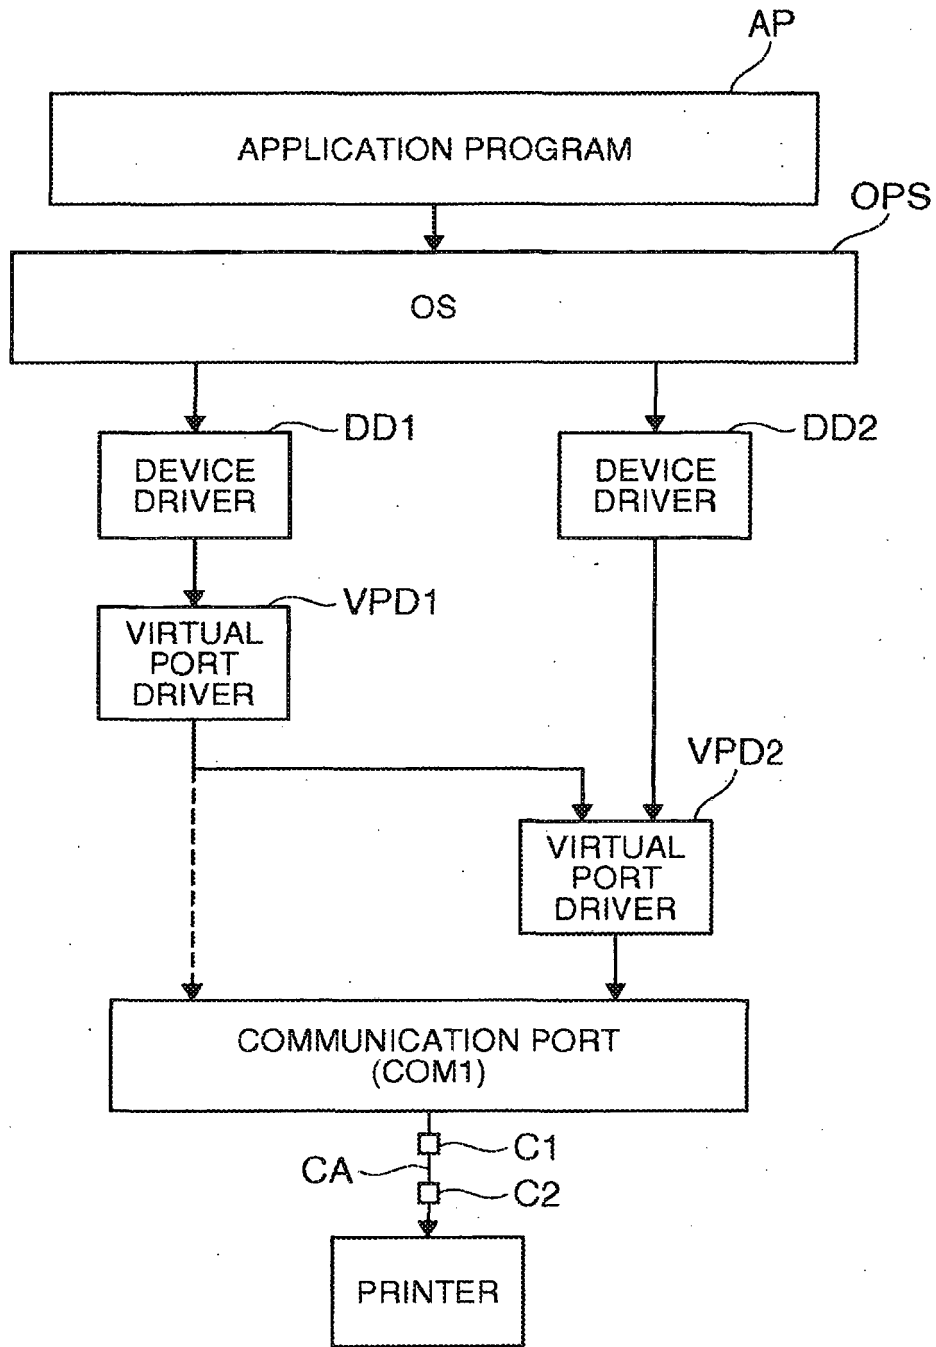 AP
APPLICATION PROGRAM
OPS
OS
DD1
DD2
DEVICE
DRIVER
DEVICE
DRIVER
VPD1
VIRTUAL
PORT
DRIVER
VPD2
VIRTUAL
PORT
DRIVER
COMMUNICATION PORT
(COM1)
C1
CA
C2
PRINTER